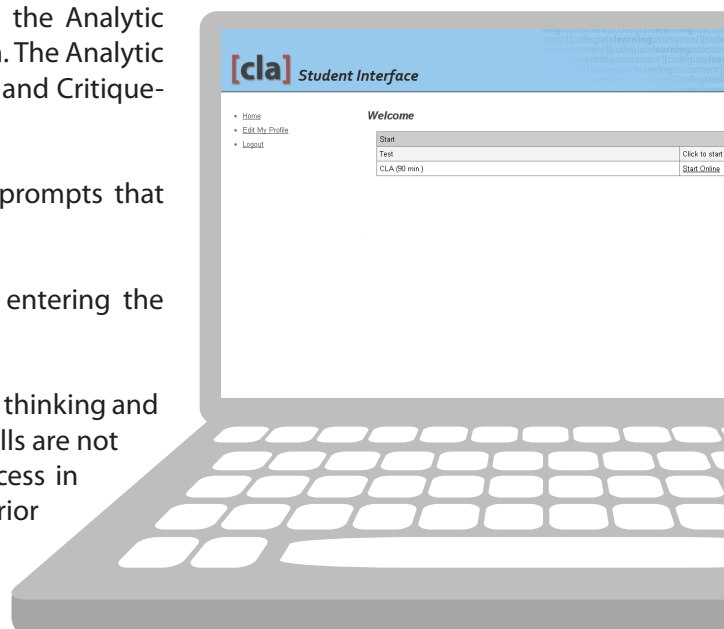 the Analytic
. The Analytic
and Critique-
prompts that
entering the
thinking and
lls are not
cess in
rior
[cla] Student Interface
Home
Edit My Profile
Logout
Welcome
Start
Test Click to start
CLA (90 min.) Start Online